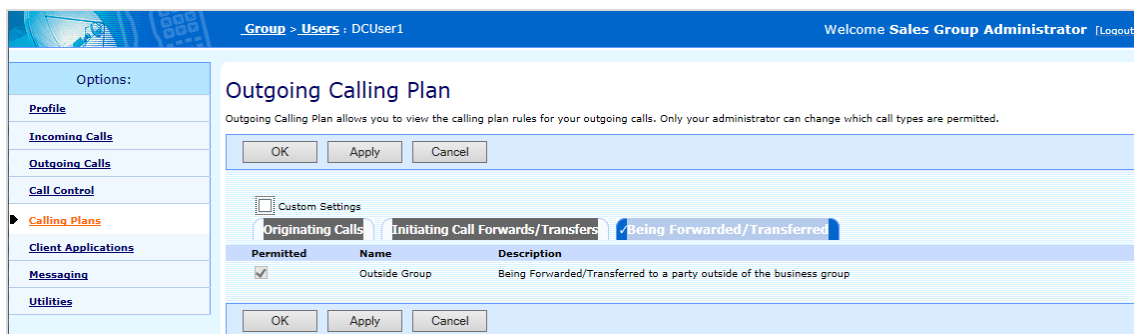 Group > Users : DCUser1
Welcome Sales Group Administrator [Logout
Options:
Profile
Incoming Calls
Outgoing Calls
Call Control
Calling Plans
Client Applications
Messaging
Utilities
Outgoing Calling Plan
Outgoing Calling Plan allows you to view the calling plan rules for your outgoing calls. Only your administrator can change which call types are permitted.
OK Apply Cancel
Custom Settings
Originating Calls Initiating Call Forwards/Transfers ✓Being Forwarded/Transferred
Permitted Name Description
Outside Group Being Forwarded/Transferred to a party outside of the business group
OK Apply Cancel